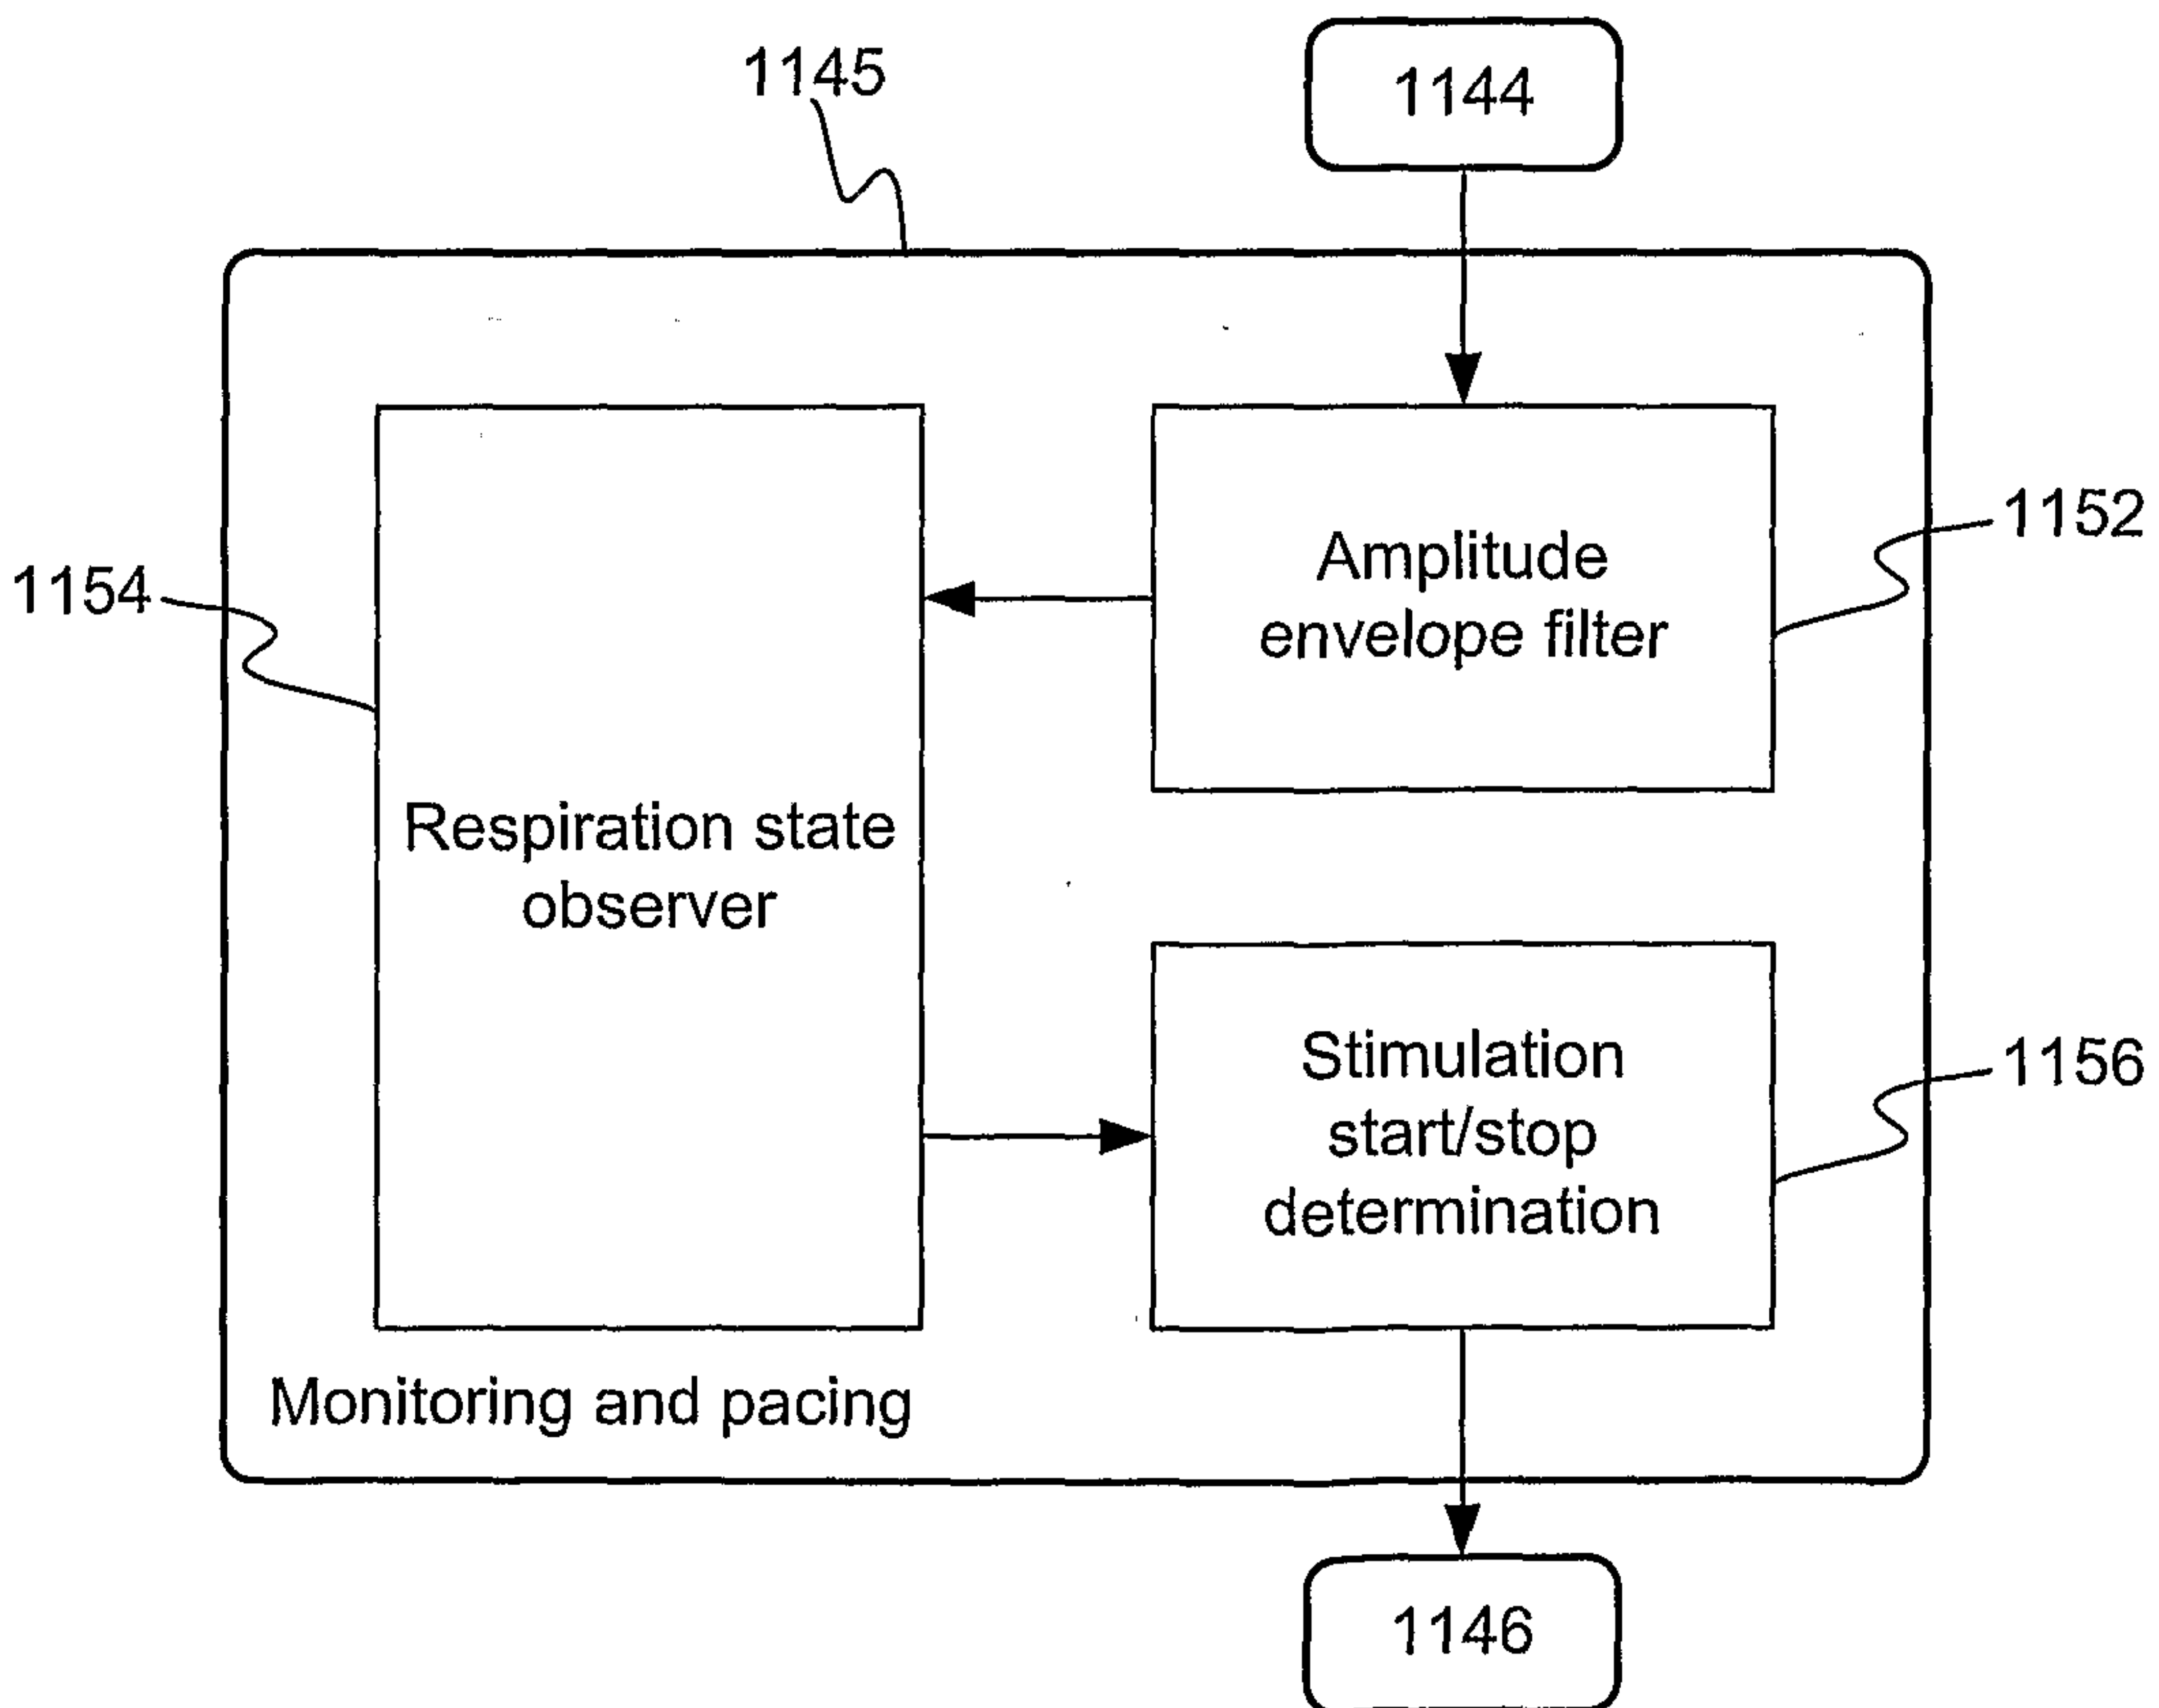 1145
1144
1152
Amplitude
envelope filter
1154
Respiration state
observer
Stimulation
start/stop
determination
1156
Monitoring and pacing
1146